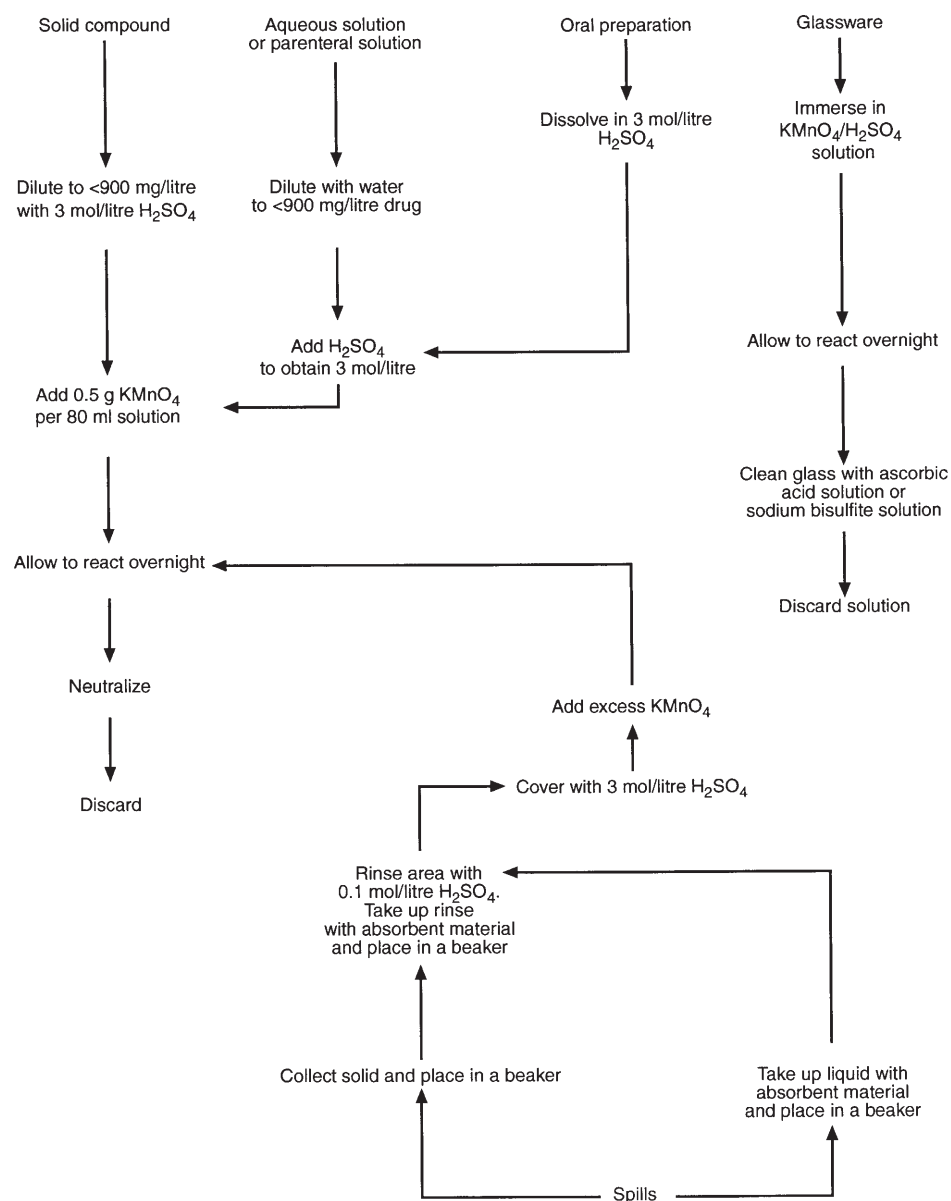 Solid compound
Aqueous solution
or parenteral solution
Oral preparation
Glassware
Dilute to <900 mg/litre
with 3 mol/litre H₂SO₄
Dilute with water
to <900 mg/litre drug
Dissolve in 3 mol/litre
H₂SO₄
Immerse in
KMnO₄/H₂SO₄
solution
Add H₂SO₄
to obtain 3 mol/litre
Allow to react overnight
Add 0.5 g KMnO₄
per 80 ml solution
Clean glass with ascorbic
acid solution or
sodium bisulfite solution
Allow to react overnight
Discard solution
Neutralize
Add excess KMnO₄
Discard
Cover with 3 mol/litre H₂SO₄
Rinse area with
0.1 mol/litre H₂SO₄.
Take up rinse
with absorbent material
and place in a beaker
Collect solid and place in a beaker
Take up liquid with
absorbent material
and place in a beaker
Spills